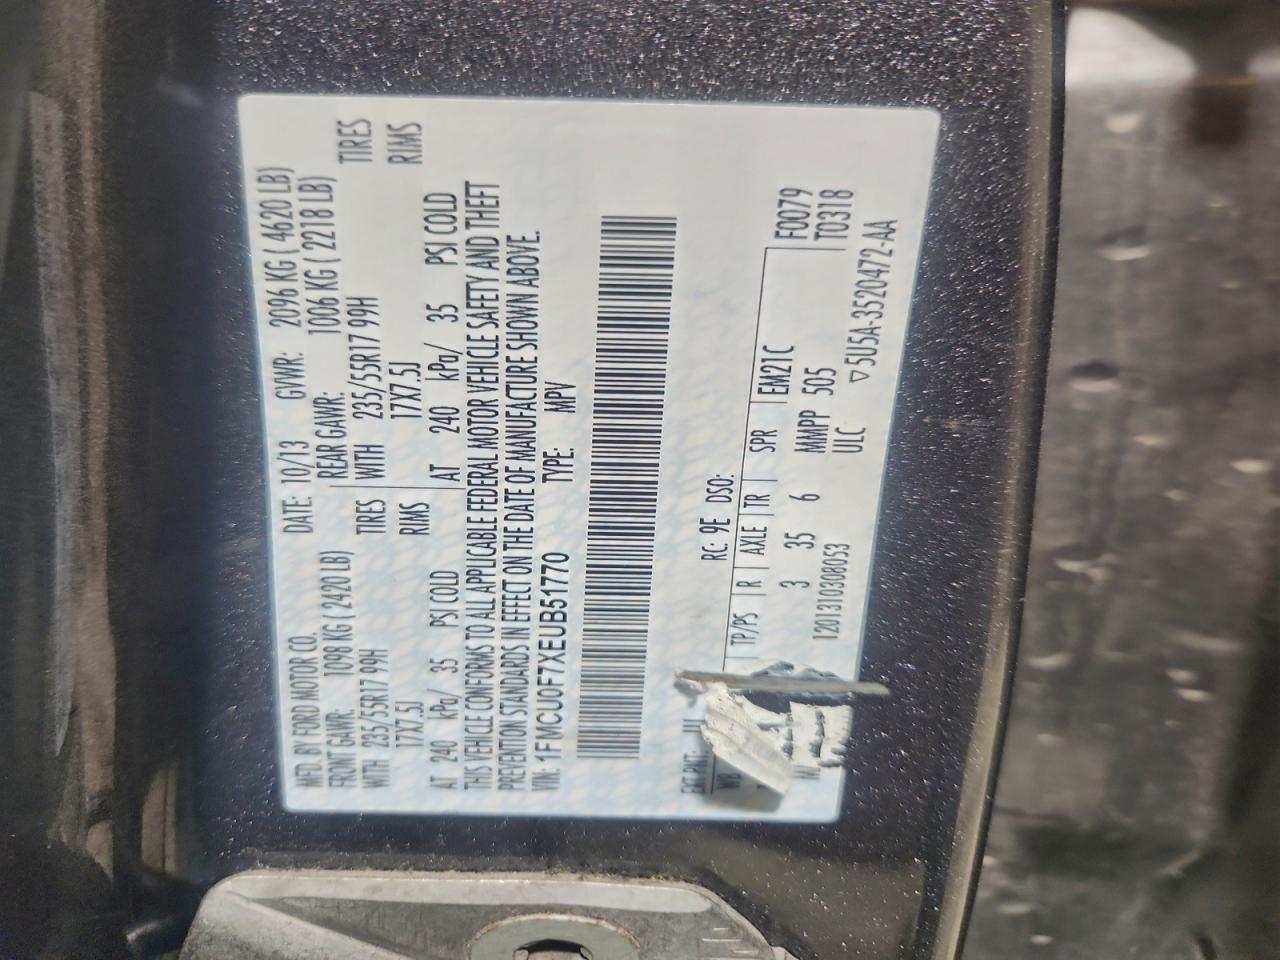 MFD. BY FORD MOTOR CO. DATE: 10/13 GVWR: 2096 KG ( 4620 LB)
FRONT GAWR: 1098 KG ( 2420 LB) REAR GAWR: 1006 KG ( 2218 LB)
WITH 235/55R17 99H TIRES WITH 235/55R17 99H TIRES
17X7.5J RIMS 17X7.5J RIMS
AT 240 kPa/ 35 PSI COLD AT 240 kPa/ 35 PSI COLD
THIS VEHICLE CONFORMS TO ALL APPLICABLE FEDERAL MOTOR VEHICLE SAFETY AND THEFT
PREVENTION STANDARDS IN EFFECT ON THE DATE OF MANUFACTURE SHOWN ABOVE.
VIN: 1FMCU0F7XEUB51770 TYPE: MPV
EXT PNT: RC: 9E DSO:
WB TP/PS R AXLE TR SPR EM21C F0079
3 35 6 MMPP 505 T0318
1201310308053 ULC
▽5U5A-3520472-AA